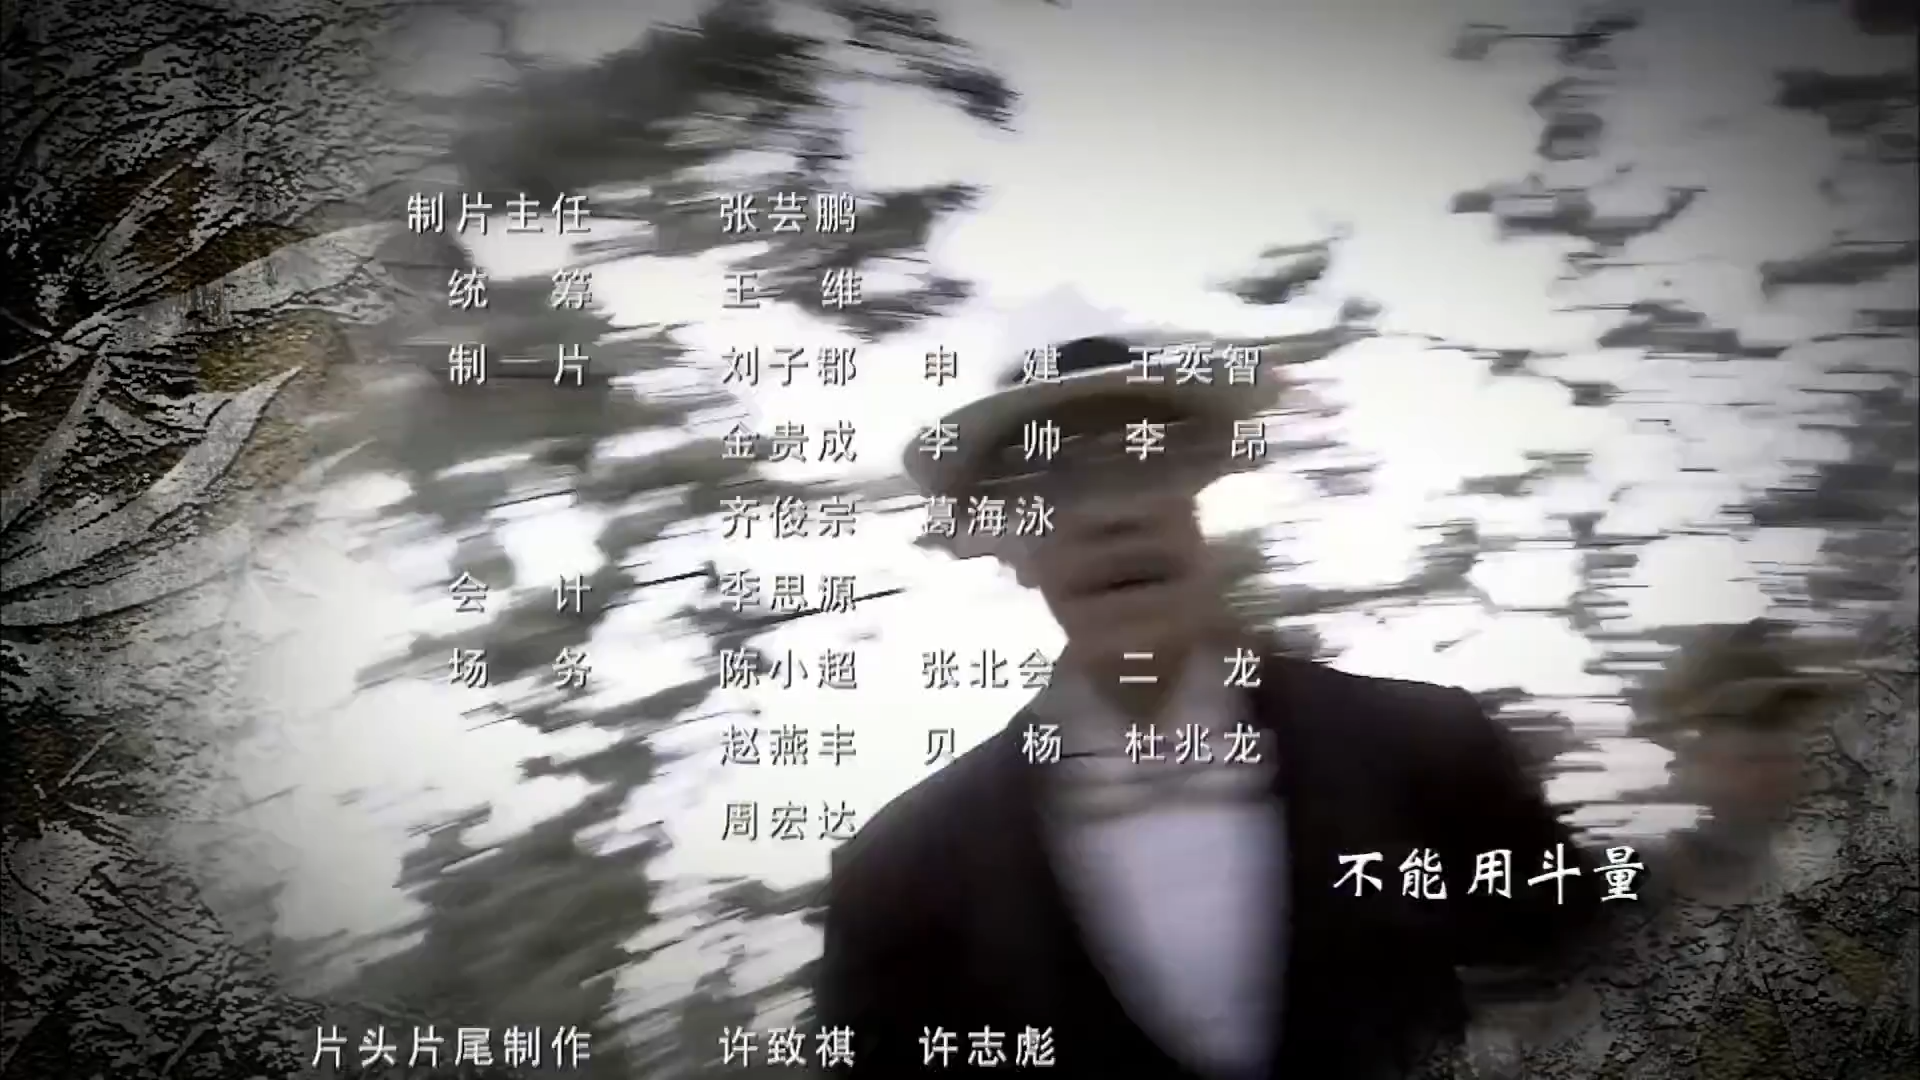 制片主任 张芸鹏
统筹 王维
制片 刘子郡 申建 王奕智
金贵成 李帅 李昂
齐俊宗 葛海泳
会计 季思源
场务 陈小超 张北会 二龙
赵燕丰 贝杨 杜兆龙
周宏达
不能用斗量
片头片尾制作 许致祺 许志彪